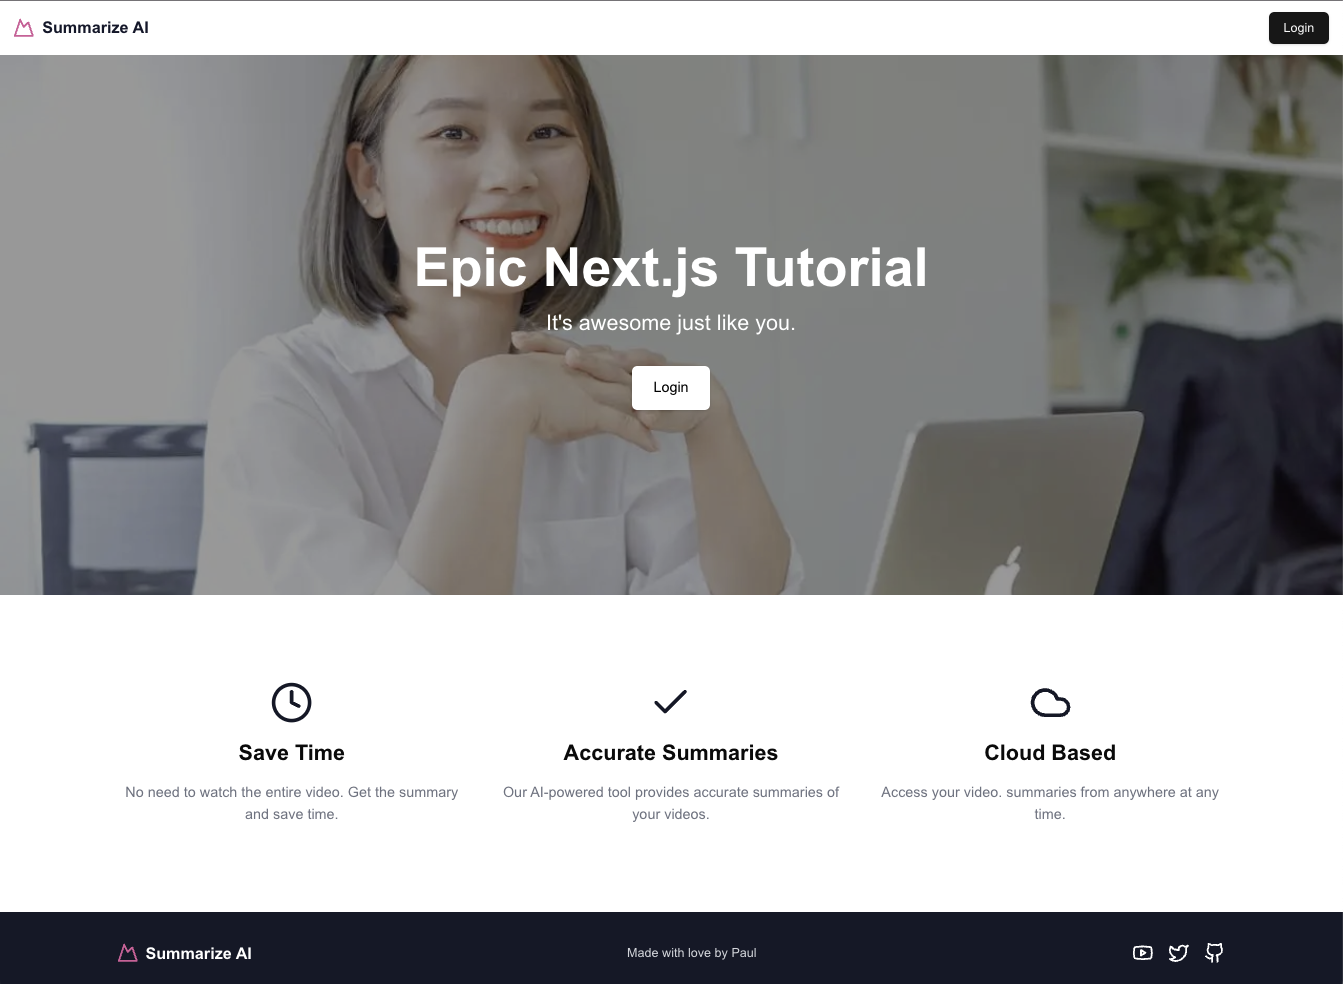 Summarize AI
Login
Epic Next.js Tutorial
It's awesome just like you.
Login
Save Time
No need to watch the entire video. Get the summary
and save time.
Accurate Summaries
Our AI-powered tool provides accurate summaries of
your videos.
Cloud Based
Access your video. summaries from anywhere at any
time.
Summarize AI
Made with love by Paul